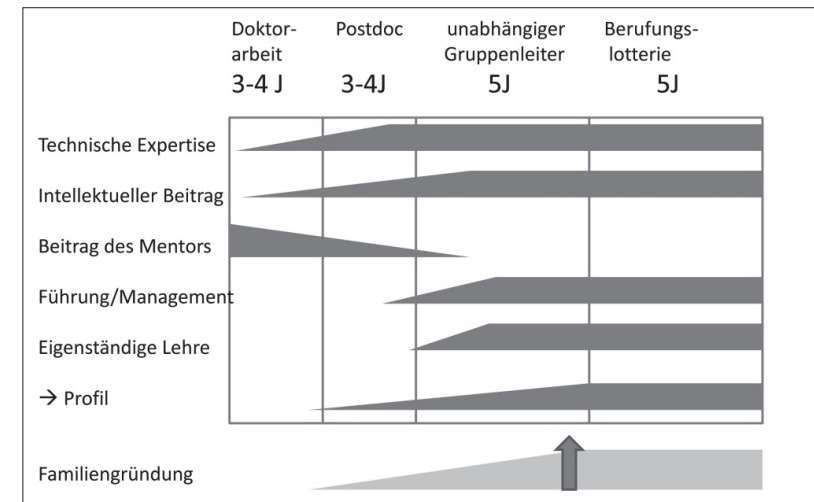 Doktor- Postdoc unabhängiger Berufungs-
arbeit Gruppenleiter lotterie
3-4 J 3-4J 5J 5J
Technische Expertise
Intellektueller Beitrag
Beitrag des Mentors
Führung/Management
Eigenständige Lehre
→ Profil
Familiengründung